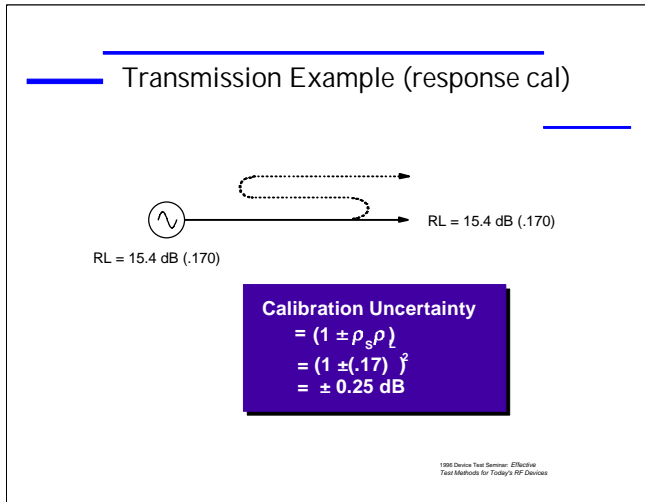 Transmission Example (response cal)
RL = 15.4 dB (.170)
RL = 15.4 dB (.170)
Calibration Uncertainty
= (1 ± ρSρL)
= (1 ±(.17)²)
= ± 0.25 dB
1996 Device Test Seminar: Effective
Test Methods for Today's RF Devices